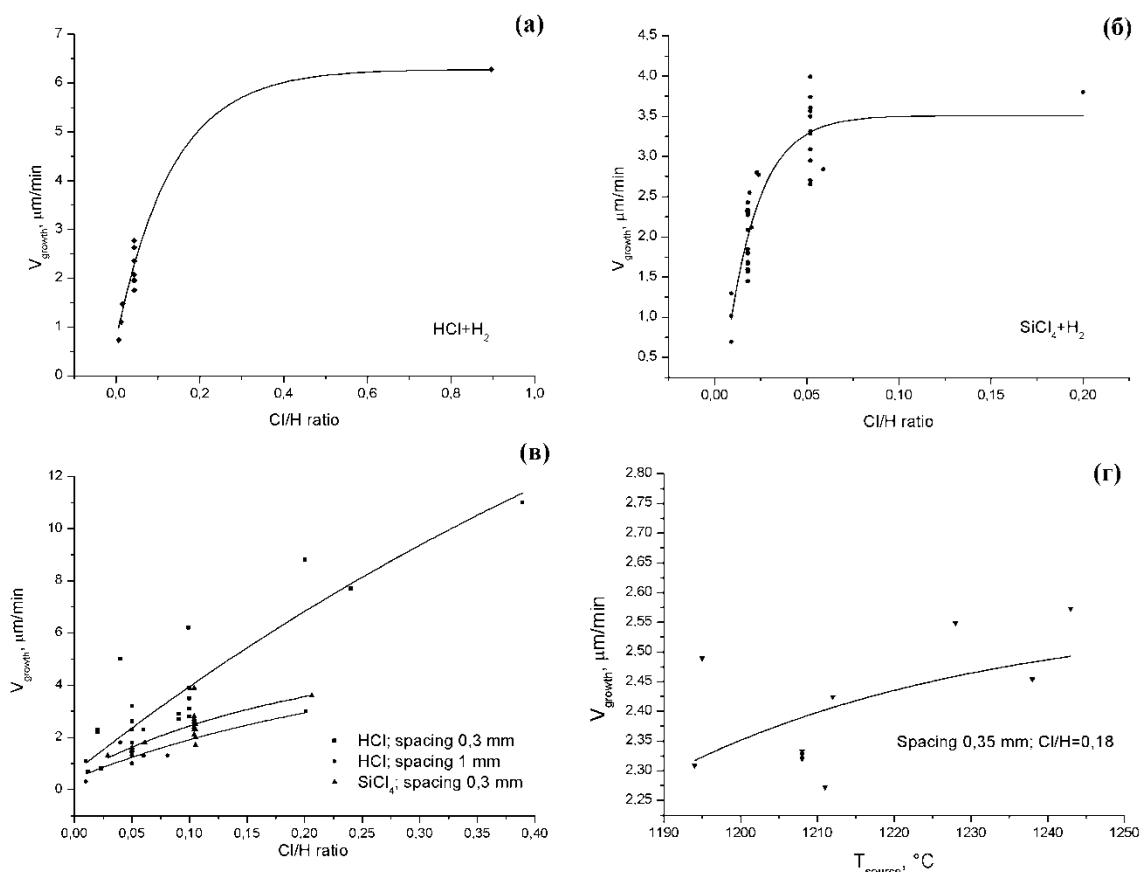 (а)
7
6
5
4
3
2
1
0
V growth, μm/min
HCl+H2
0,0 0,2 0,4 0,6 0,8 1,0
Cl/H ratio
(б)
4,5
4,0
3,5
3,0
2,5
2,0
1,5
1,0
0,5
V growth, μm/min
SiCl4+H2
0,00 0,05 0,10 0,15 0,20
Cl/H ratio
(в)
12
10
8
6
4
2
0
V growth, μm/min
HCl; spacing 0,3 mm
HCl; spacing 1 mm
SiCl4; spacing 0,3 mm
0,00 0,05 0,10 0,15 0,20 0,25 0,30 0,35 0,40
Cl/H ratio
(г)
2,80
2,75
2,70
2,65
2,60
2,55
2,50
2,45
2,40
2,35
2,30
2,25
V growth, μm/min
Spacing 0,35 mm; Cl/H=0,18
1190 1200 1210 1220 1230 1240 1250
T source, °C